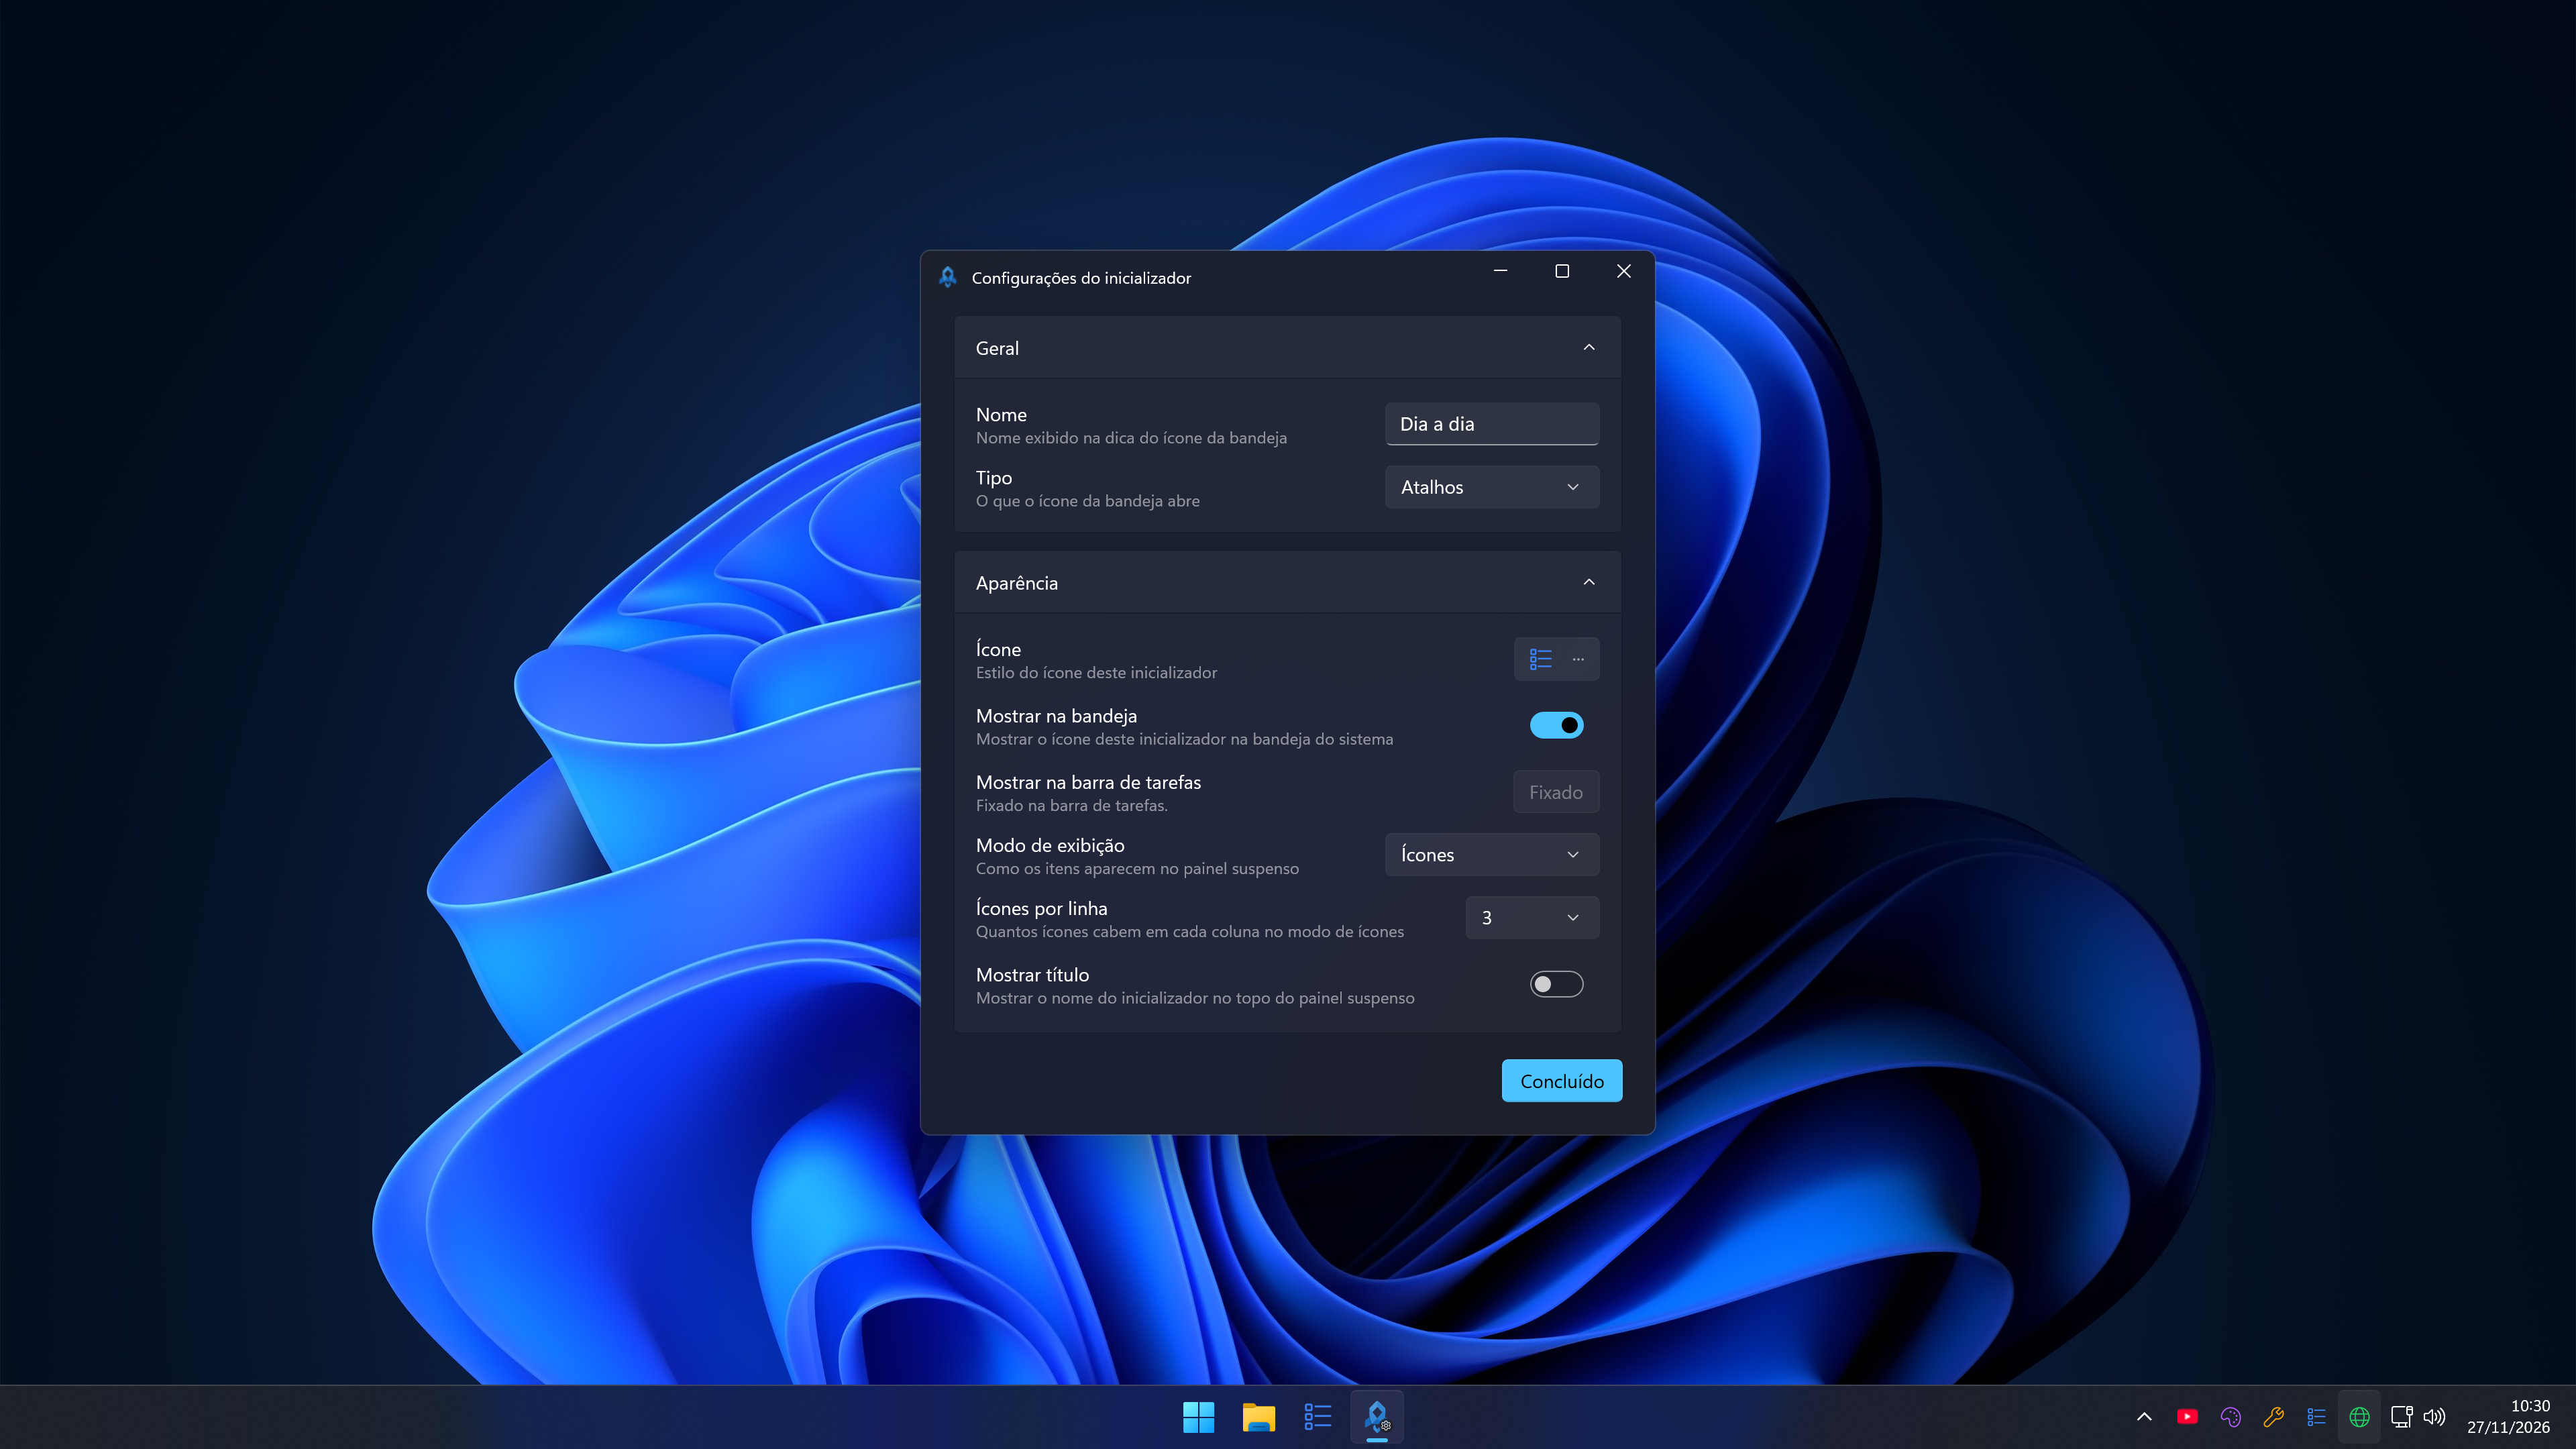 Configurações do inicializador
Geral
Nome
Nome exibido na dica do ícone da bandeja
Dia a dia
Tipo
O que o ícone da bandeja abre
Atalhos
Aparência
Ícone
Estilo do ícone deste inicializador
Mostrar na bandeja
Mostrar o ícone deste inicializador na bandeja do sistema
Mostrar na barra de tarefas
Fixado na barra de tarefas.
Fixado
Modo de exibição
Como os itens aparecem no painel suspenso
Ícones
Ícones por linha
Quantos ícones cabem em cada coluna no modo de ícones
3
Mostrar título
Mostrar o nome do inicializador no topo do painel suspenso
Concluído
10:30
27/11/2026